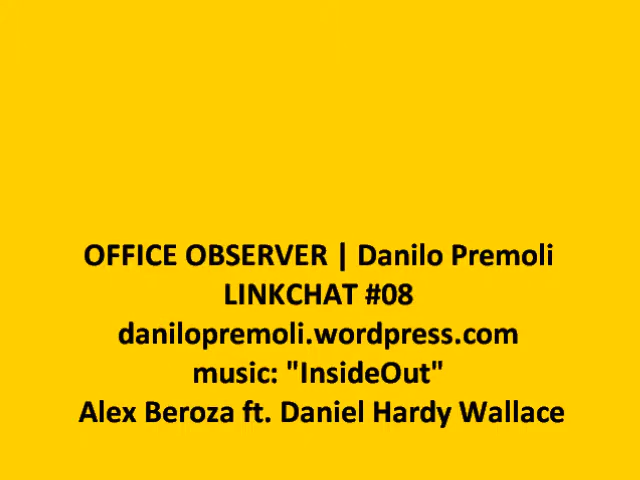 OFFICE OBSERVER | Danilo Premoli
LINKCHAT #08
danilopremoli.wordpress.com
music: "InsideOut"
Alex Beroza ft. Daniel Hardy Wallace